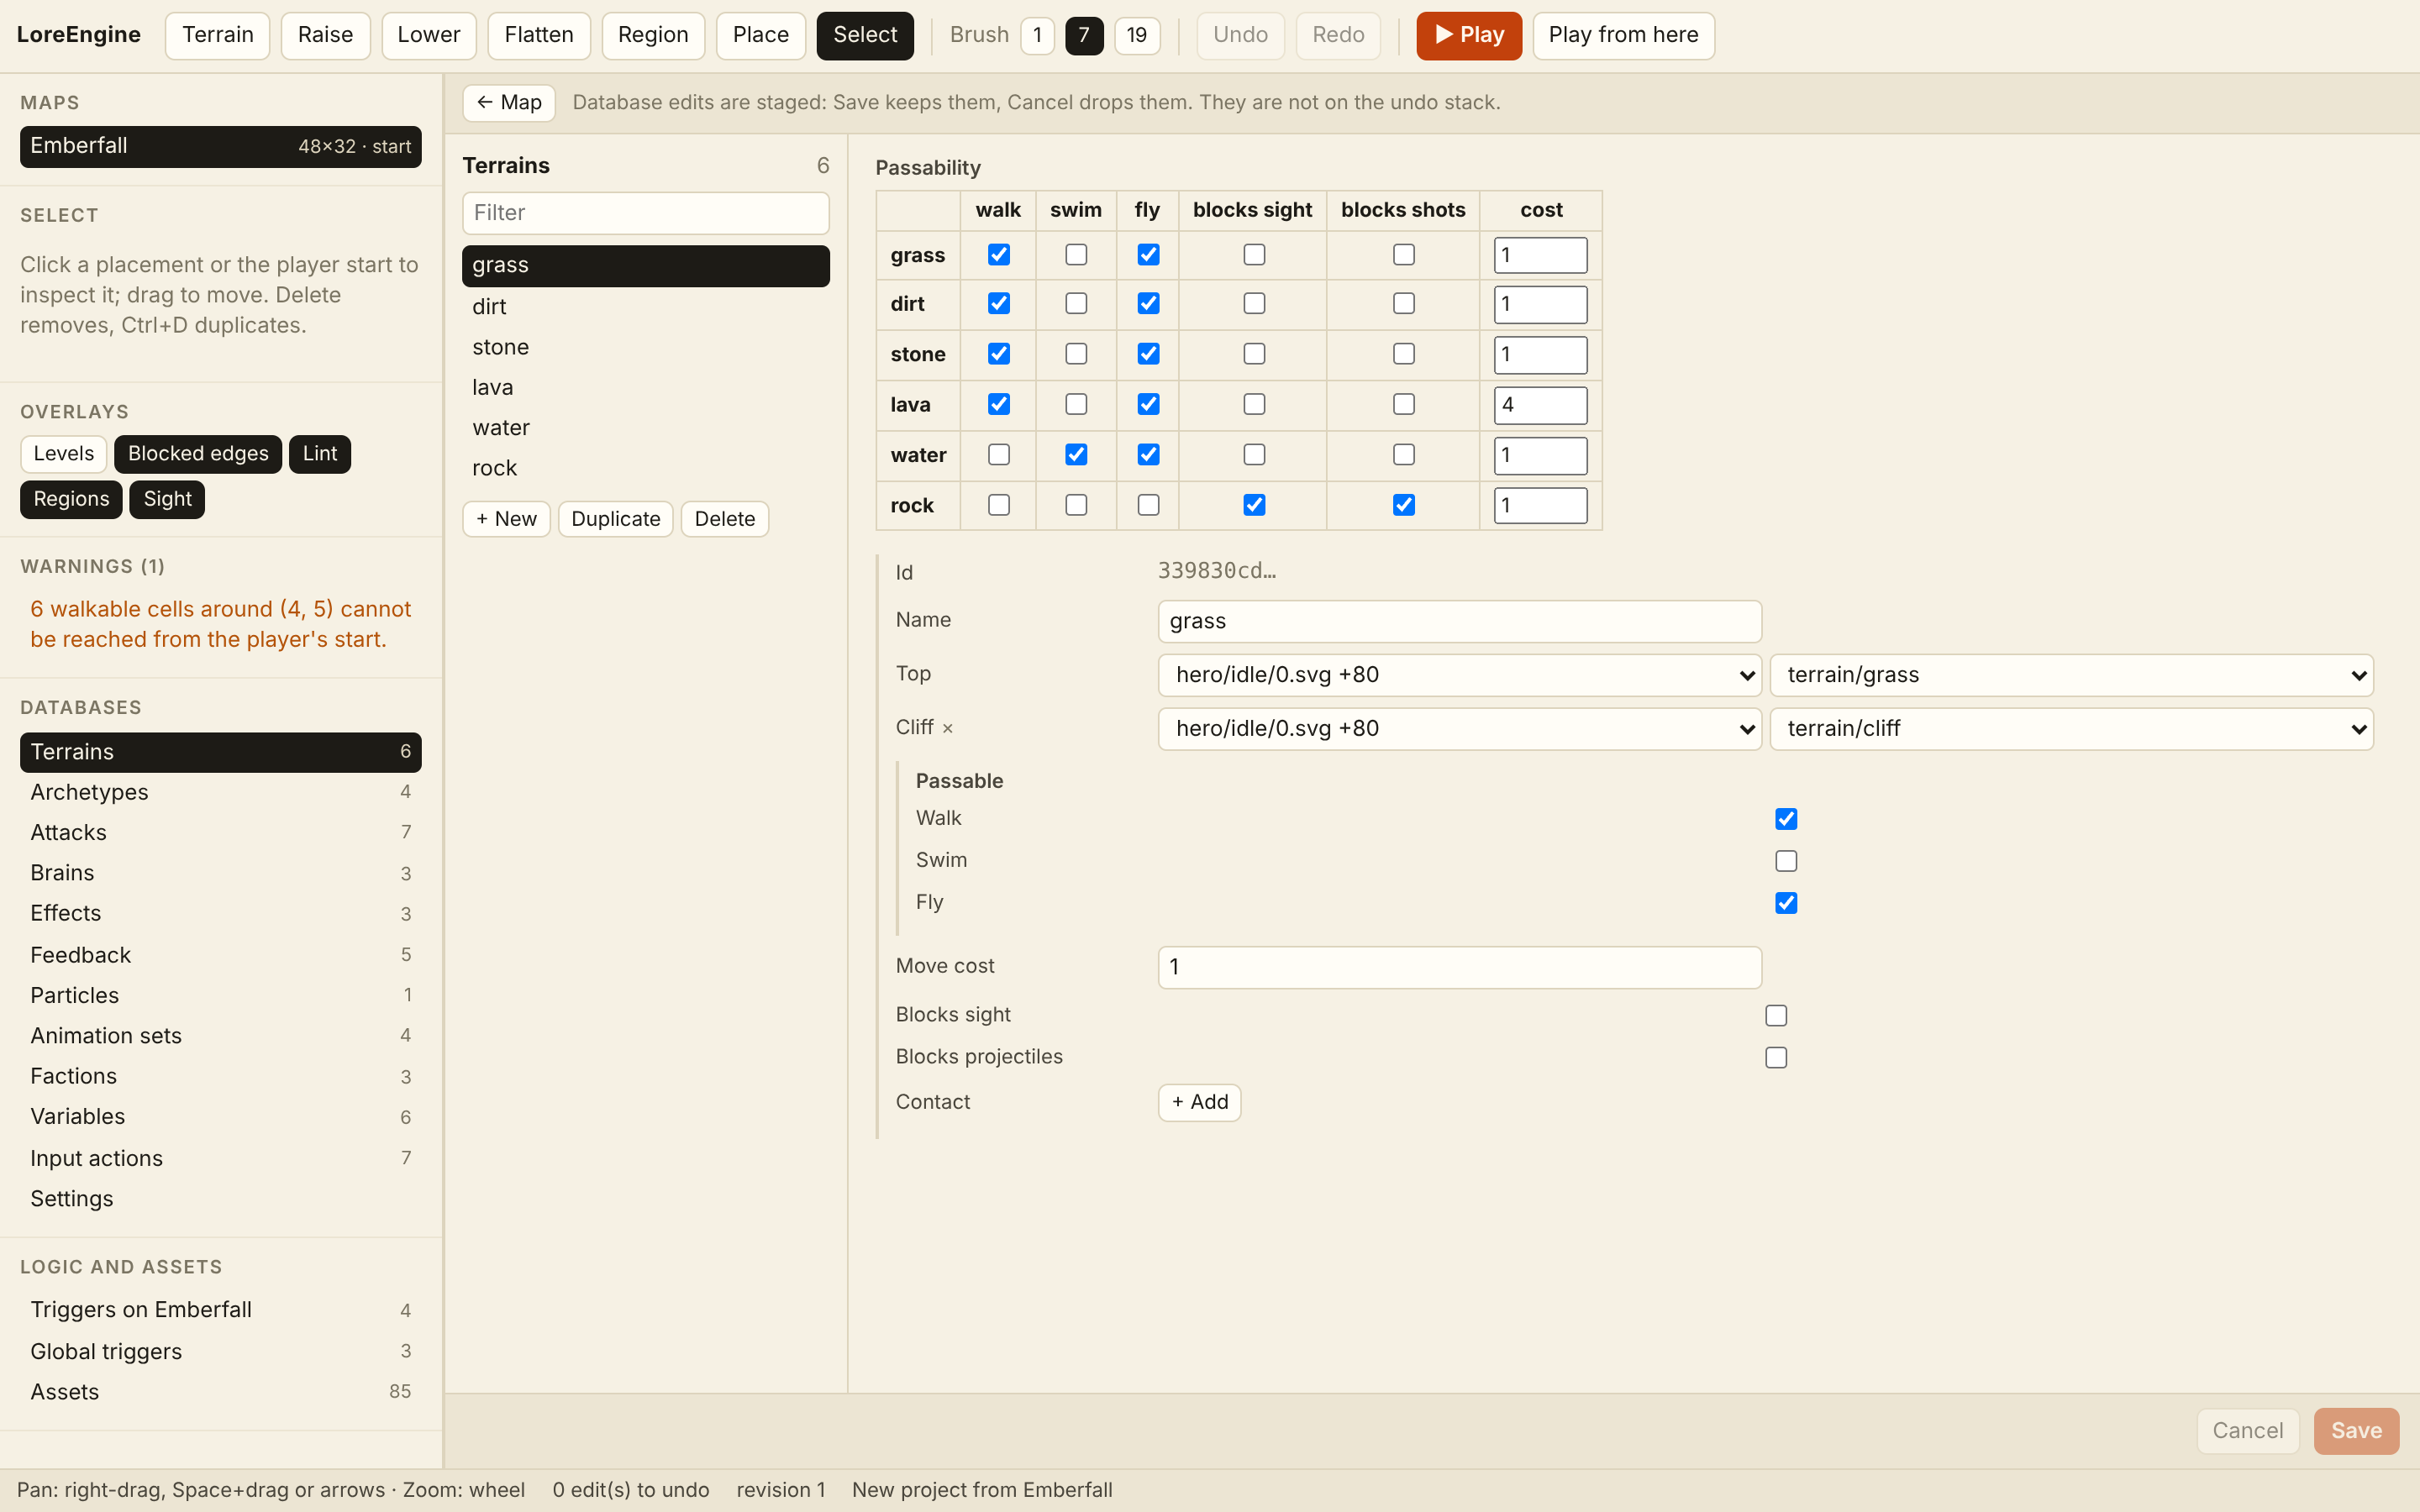 LoreEngine Terrain Raise Lower Flatten Region Place Select Brush 1 7 19 Undo Redo ▶ Play Play from here
MAPS
Emberfall 48×32 · start
SELECT
Click a placement or the player start to
inspect it; drag to move. Delete
removes, Ctrl+D duplicates.
OVERLAYS
Levels Blocked edges Lint
Regions Sight
WARNINGS (1)
6 walkable cells around (4, 5) cannot
be reached from the player's start.
DATABASES
Terrains 6
Archetypes 4
Attacks 7
Brains 3
Effects 3
Feedback 5
Particles 1
Animation sets 4
Factions 3
Variables 6
Input actions 7
Settings
LOGIC AND ASSETS
Triggers on Emberfall 4
Global triggers 3
Assets 85
← Map Database edits are staged: Save keeps them, Cancel drops them. They are not on the undo stack.
Terrains 6
Filter
grass
dirt
stone
lava
water
rock
+ New Duplicate Delete
Passability
walk swim fly blocks sight blocks shots cost
grass 1
dirt 1
stone 1
lava 4
water 1
rock 1
Id 339830cd…
Name grass
Top hero/idle/0.svg +80 terrain/grass
Cliff × hero/idle/0.svg +80 terrain/cliff
Passable
Walk
Swim
Fly
Move cost 1
Blocks sight
Blocks projectiles
Contact + Add
Cancel Save
Pan: right-drag, Space+drag or arrows · Zoom: wheel 0 edit(s) to undo revision 1 New project from Emberfall